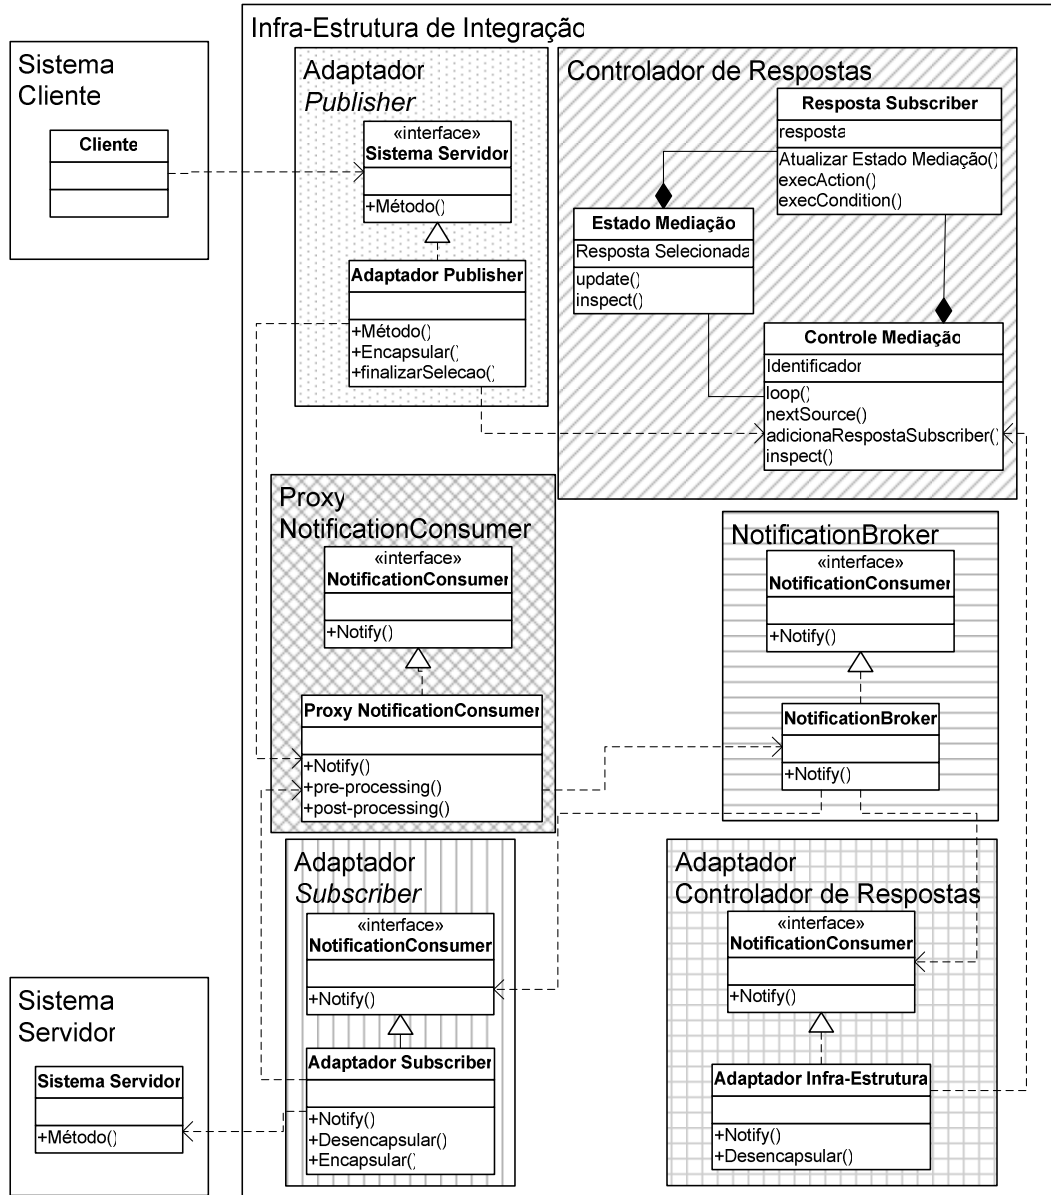 Infra-Estrutura de Integração
Sistema
Cliente
Cliente
Adaptador
Publisher
«interface»
Sistema Servidor
+Método()
Adaptador Publisher
+Método()
+Encapsular()
+finalizarSelecao()
Controlador de Respostas
Resposta Subscriber
resposta
Atualizar Estado Mediação()
execAction()
execCondition()
Estado Mediação
Resposta Selecionada
update()
inspect()
Controle Mediação
Identificador
loop()
nextSource()
adicionaRespostaSubscriber()
inspect()
Proxy
NotificationConsumer
«interface»
NotificationConsumer
+Notify()
Proxy NotificationConsumer
+Notify()
+pre-processing()
+post-processing()
NotificationBroker
«interface»
NotificationConsumer
+Notify()
NotificationBroker
+Notify()
Adaptador
Subscriber
«interface»
NotificationConsumer
+Notify()
Adaptador Subscriber
+Notify()
+Desencapsular()
+Encapsular()
Adaptador
Controlador de Respostas
«interface»
NotificationConsumer
+Notify()
Adaptador Infra-Estrutura
+Notify()
+Desencapsular()
Sistema
Servidor
Sistema Servidor
+Método()